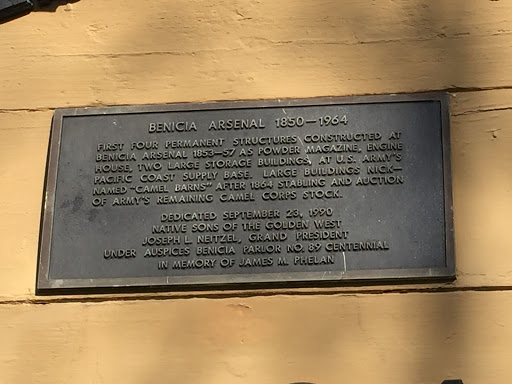 BENICIA ARSENAL 1850–1964
FIRST FOUR PERMANENT STRUCTURES CONSTRUCTED AT
BENICIA ARSENAL 1853–57 AS POWDER MAGAZINE, ENGINE
HOUSE, TWO LARGE STORAGE BUILDINGS, AT U.S. ARMY'S
PACIFIC COAST SUPPLY BASE. LARGE BUILDINGS NICK–
NAMED "CAMEL BARNS" AFTER 1864 STABLING AND AUCTION
OF ARMY'S REMAINING CAMEL CORPS STOCK.
DEDICATED SEPTEMBER 23, 1990
NATIVE SONS OF THE GOLDEN WEST
JOSEPH L. NEITZEL, GRAND PRESIDENT
UNDER AUSPICES BENICIA PARLOR NO. 89 CENTENNIAL
IN MEMORY OF JAMES M. PHELAN